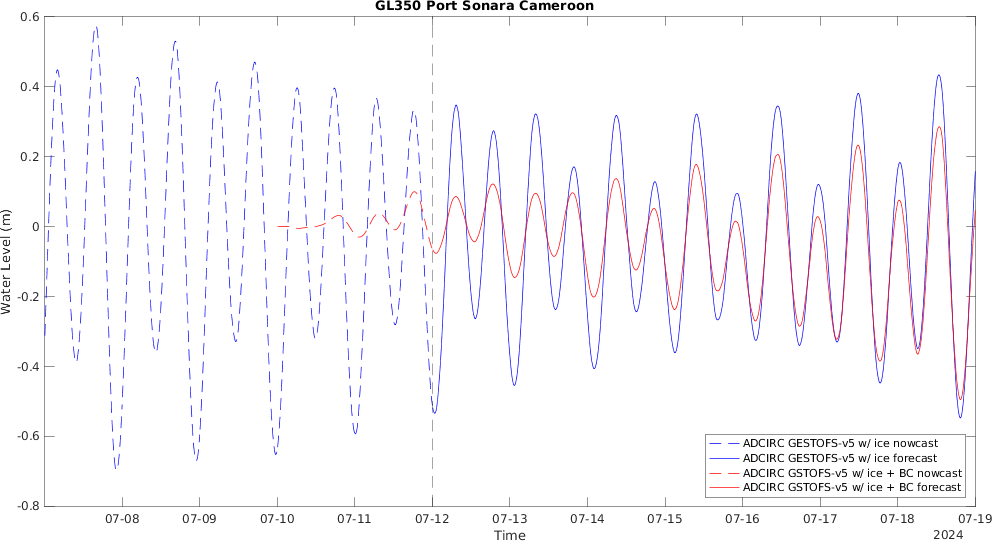 GL350 Port Sonara Cameroon
Water Level (m)
0.6
0.4
0.2
0
-0.2
-0.4
-0.6
-0.8
ADCIRC GESTOFS-v5 w/ ice nowcast
ADCIRC GESTOFS-v5 w/ ice forecast
ADCIRC GSTOFS-v5 w/ ice + BC nowcast
ADCIRC GSTOFS-v5 w/ ice + BC forecast
07-08 07-09 07-10 07-11 07-12 07-13 07-14 07-15 07-16 07-17 07-18 07-19
Time
2024